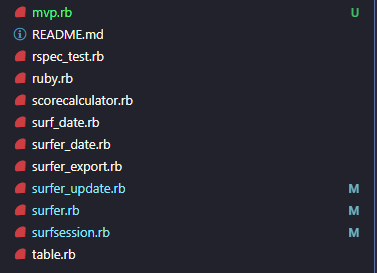 mvp.rb U
README.md
rspec_test.rb
ruby.rb
scorecalculator.rb
surf_date.rb
surfer_date.rb
surfer_export.rb
surfer_update.rb M
surfer.rb M
surfsession.rb M
table.rb